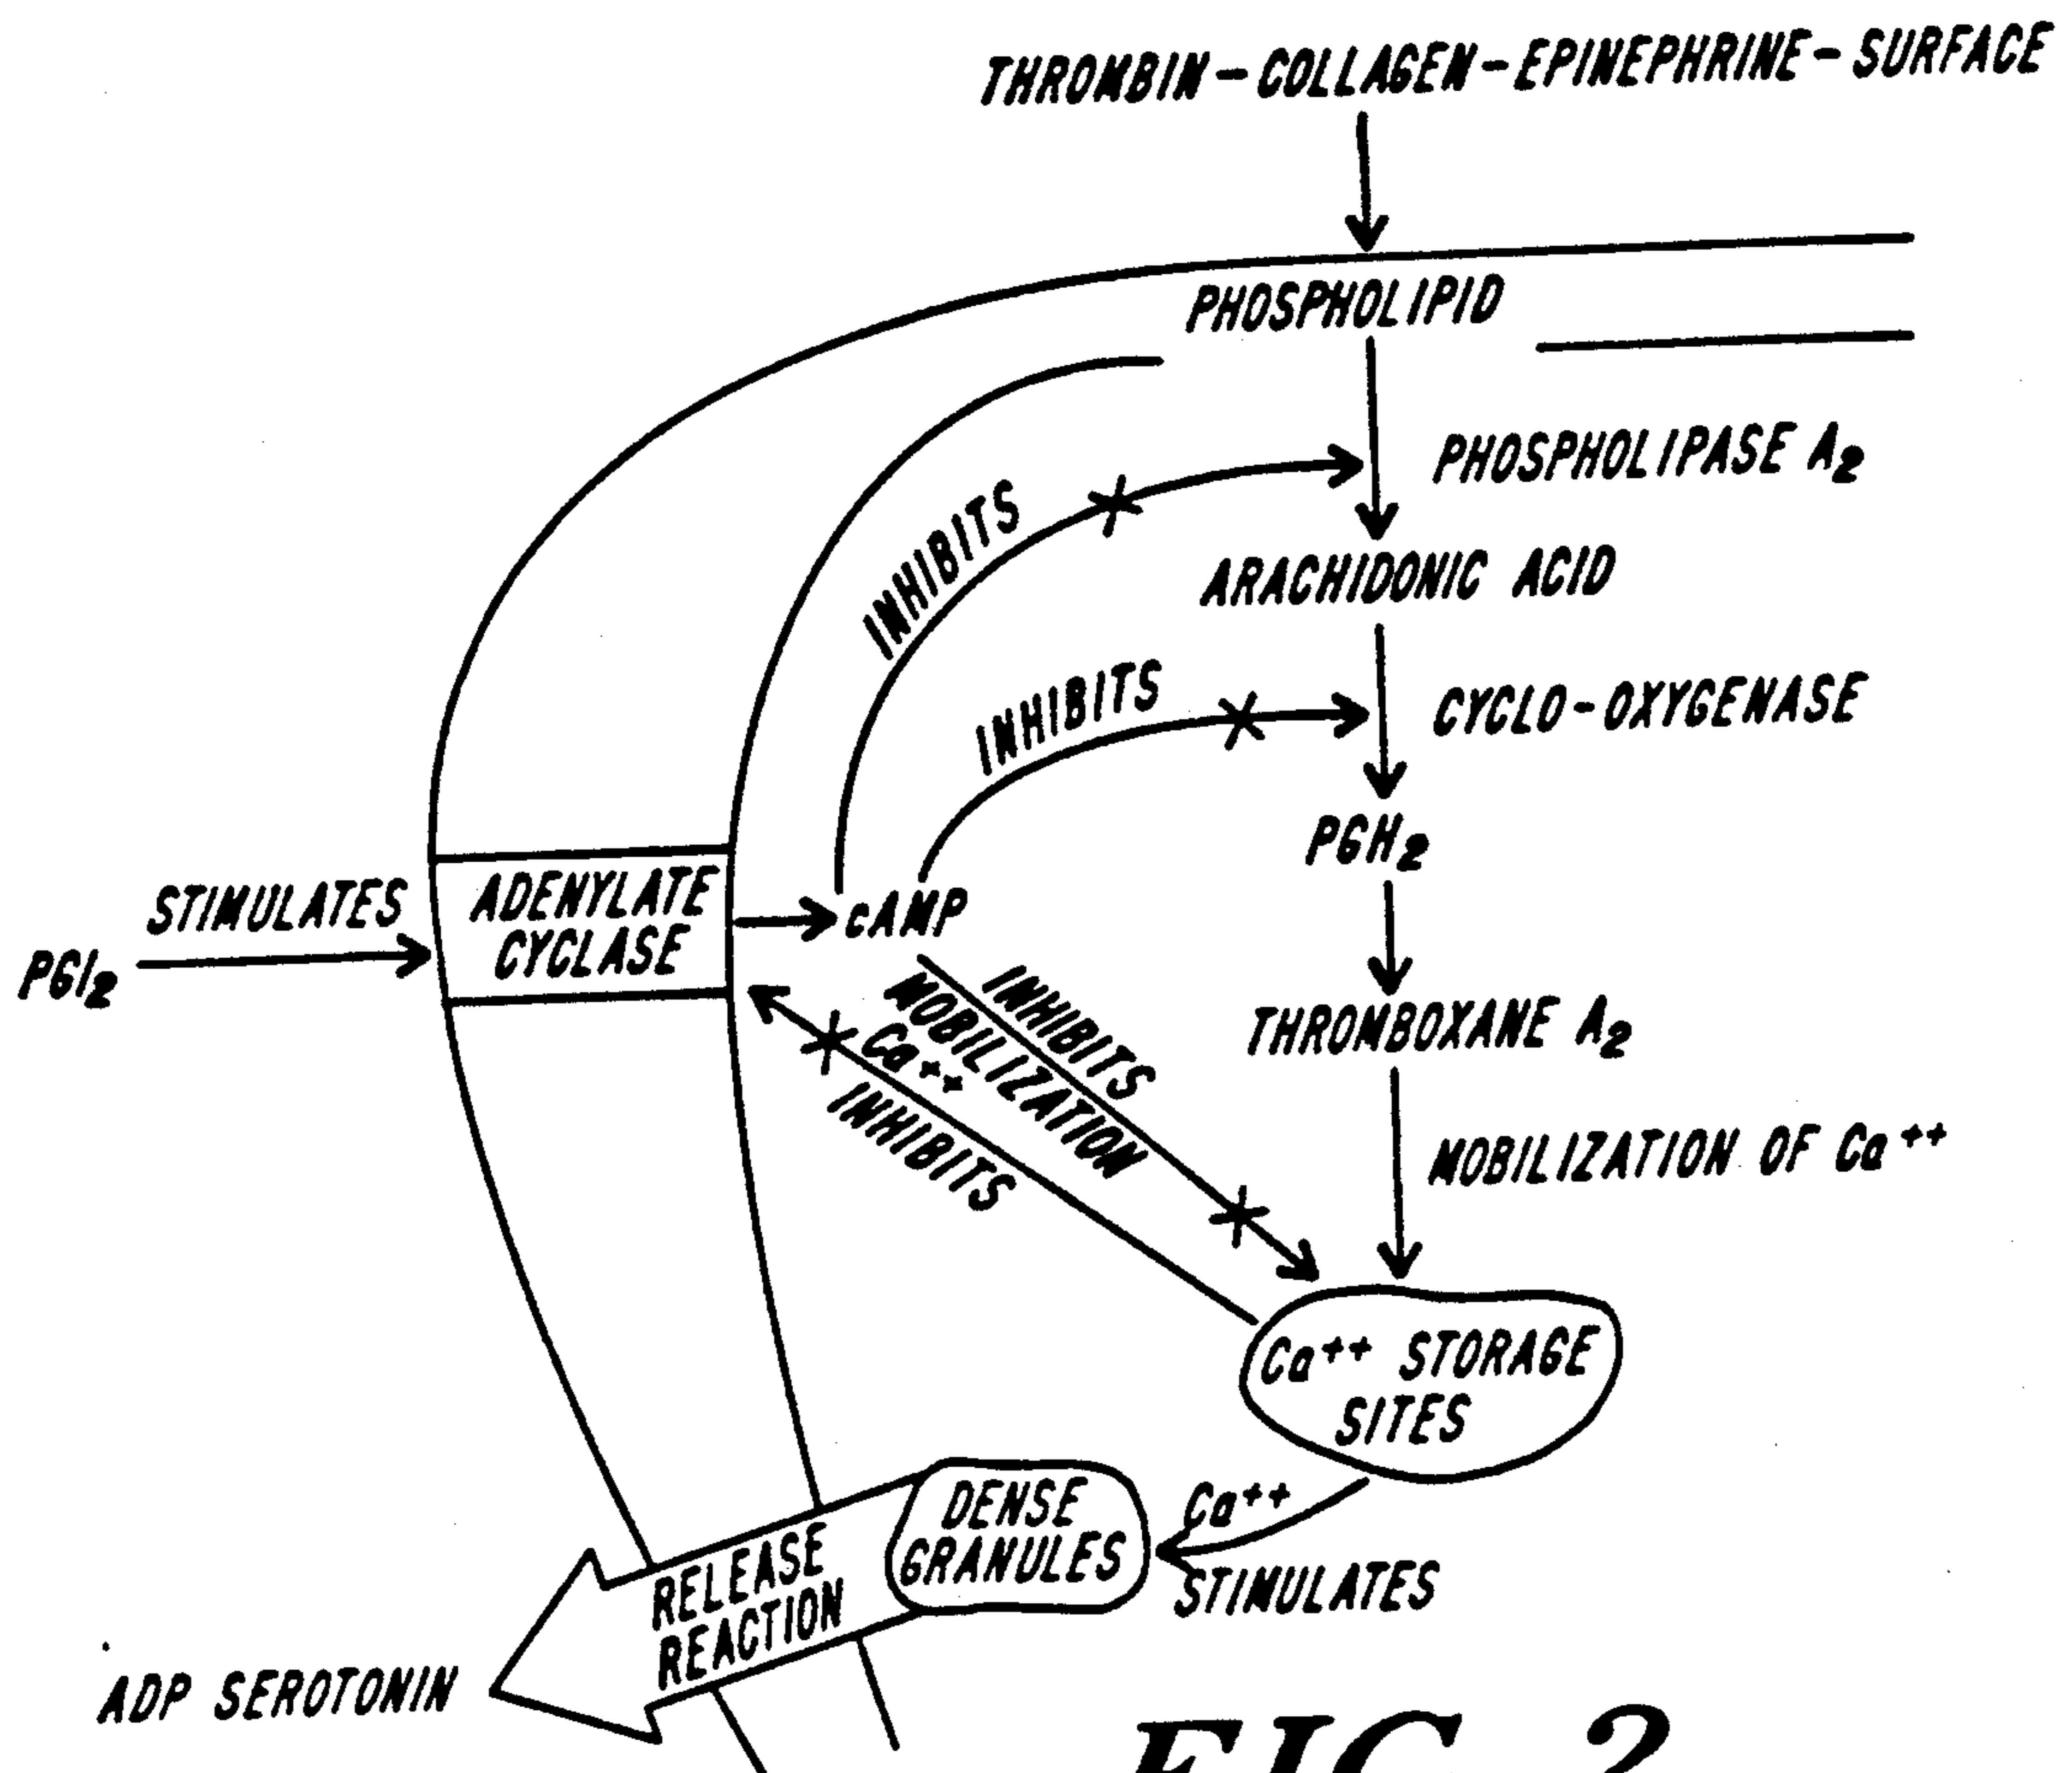 THROMBIN-COLLAGEN-EPINEPHRINE-SURFACE
PHOSPHOLIPID
PHOSPHOLIPASE A2
INHIBITS
ARACHIDONIC ACID
INHIBITS
CYCLO-OXYGENASE
PGH2
STIMULATES
PGI2
ADENYLATE
CYCLASE
cAMP
INHIBITS
MOBILIZATION
Ca++
INHIBITS
THROMBOXANE A2
MOBILIZATION OF Ca++
Ca++ STORAGE
SITES
Ca++
STIMULATES
DENSE
GRANULES
RELEASE
REACTION
ADP SEROTONIN
FIG. 2